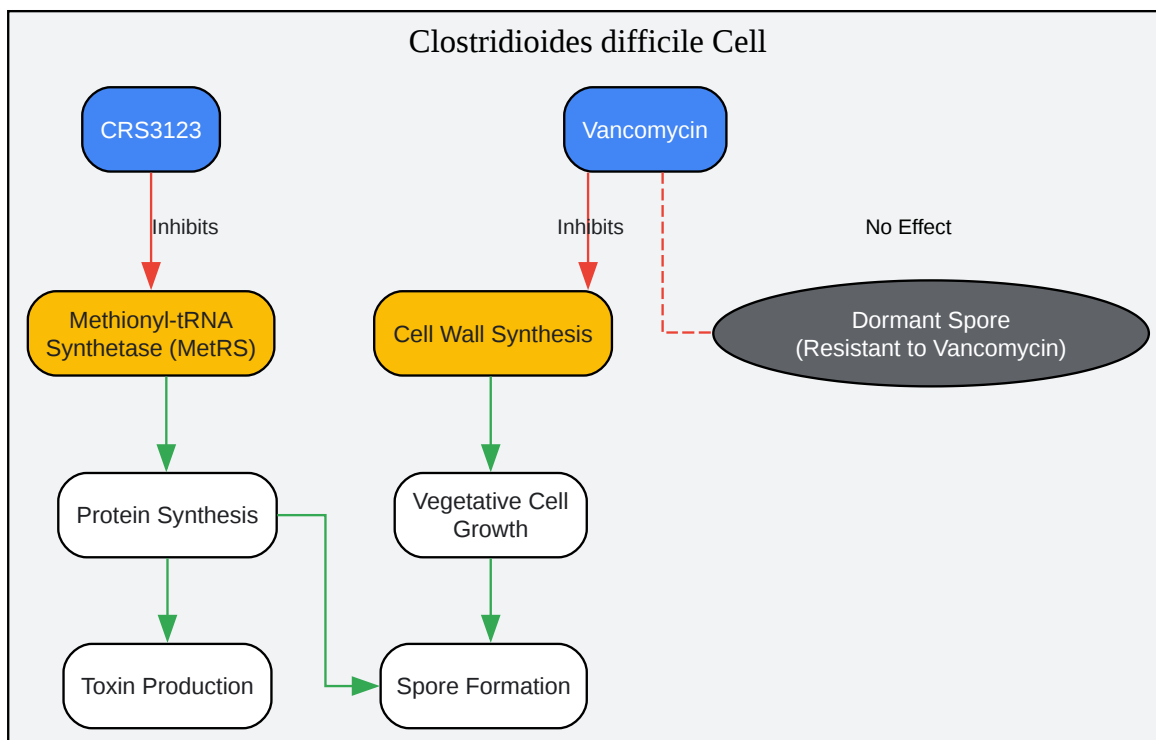 Clostridioides difficile Cell
CRS3123
Vancomycin
Inhibits
Inhibits
No Effect
Methionyl-tRNA
Synthetase (MetRS)
Cell Wall Synthesis
Dormant Spore
(Resistant to Vancomycin)
Protein Synthesis
Vegetative Cell
Growth
Toxin Production
Spore Formation